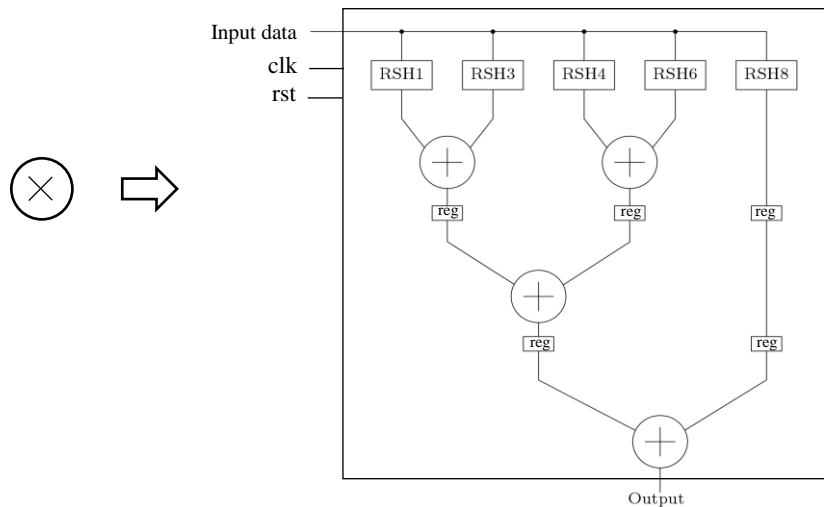 Input data
clk
rst
RSH1 RSH3 RSH4 RSH6 RSH8
reg reg reg
reg reg
Output